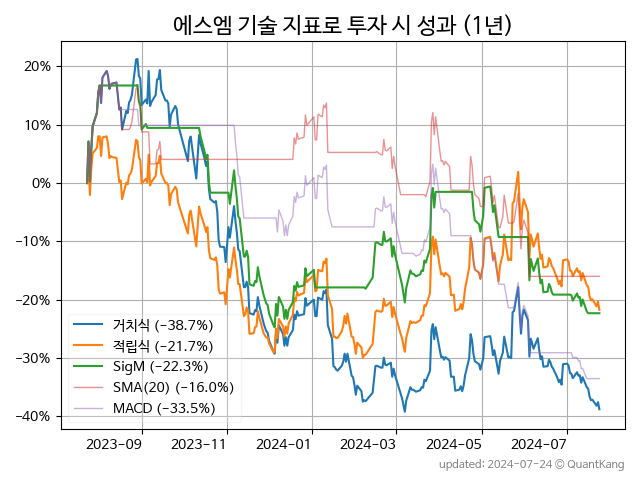 에스엠 기술 지표로 투자 시 성과 (1년)
20%
10%
0%
−10%
−20%
−30%
−40%
거치식 (−38.7%)
적립식 (−21.7%)
SigM (−22.3%)
SMA(20) (−16.0%)
MACD (−33.5%)
2023−09 2023−11 2024−01 2024−03 2024−05 2024−07
updated: 2024-07-24 © QuantKang